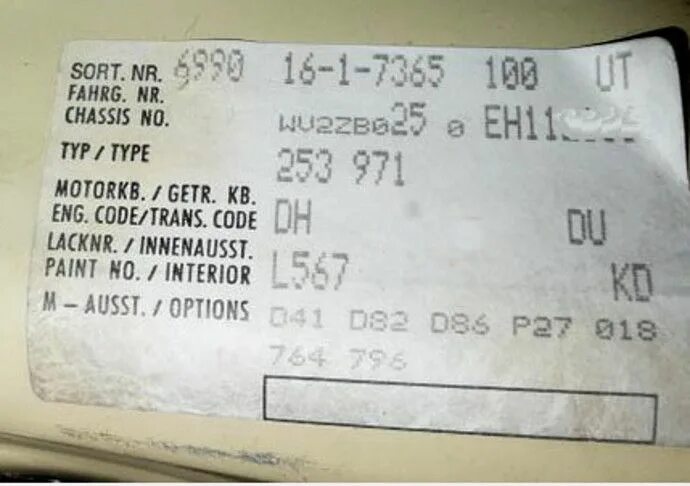 SORT. NR. 6990 16-1-7365 100 UT
FAHRG. NR.
CHASSIS NO. WV2ZB025 0 EH11
TYP / TYPE 253 971
MOTORKB. / GETR. KB.
ENG. CODE/TRANS. CODE DH DU
LACKNR. / INNENAUSST.
PAINT NO. / INTERIOR L567 KD
M – AUSST. / OPTIONS D41 D82 D86 P27 018
764 796